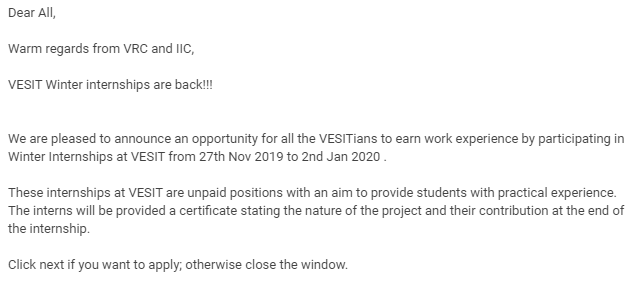 Dear All,
Warm regards from VRC and IIC,
VESIT Winter internships are back!!!
We are pleased to announce an opportunity for all the VESITians to earn work experience by participating in
Winter Internships at VESIT from 27th Nov 2019 to 2nd Jan 2020 .
These internships at VESIT are unpaid positions with an aim to provide students with practical experience.
The interns will be provided a certificate stating the nature of the project and their contribution at the end of
the internship.
Click next if you want to apply; otherwise close the window.